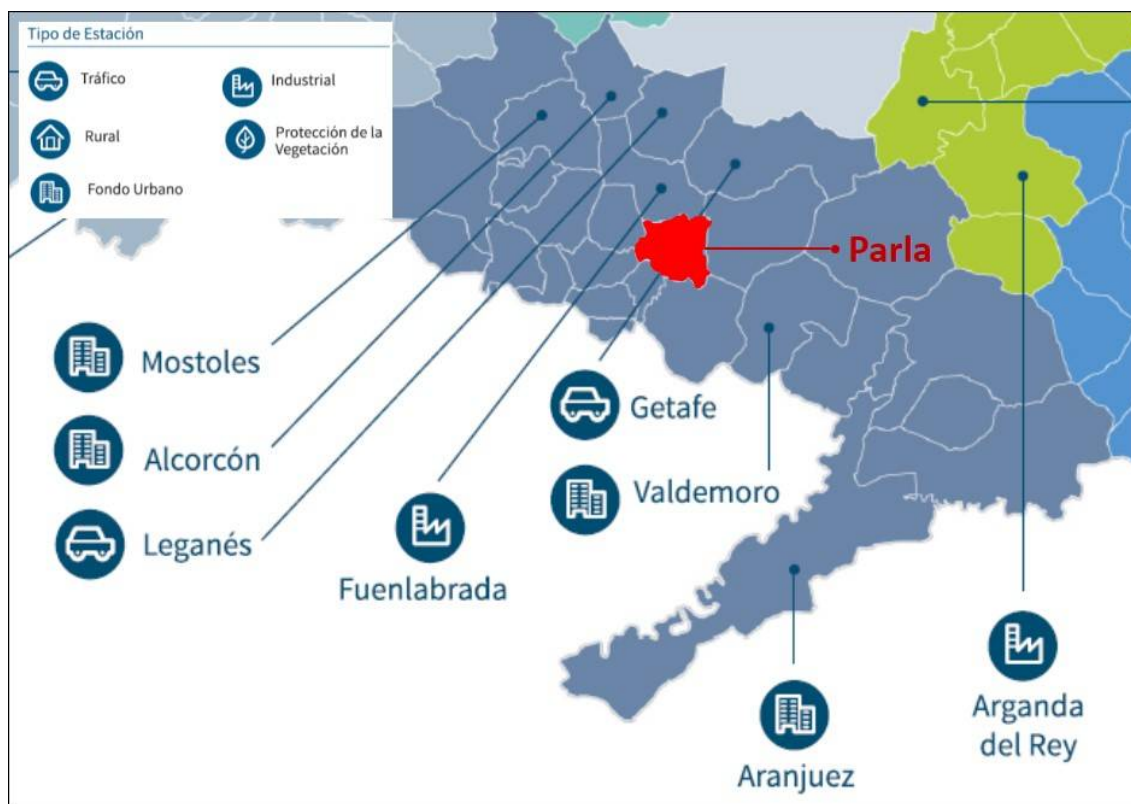 Tipo de Estación
Tráfico
Industrial
Rural
Protección de la
Vegetación
Fondo Urbano
Parla
Mostoles
Alcorcón
Leganés
Fuenlabrada
Getafe
Valdemoro
Aranjuez
Arganda
del Rey